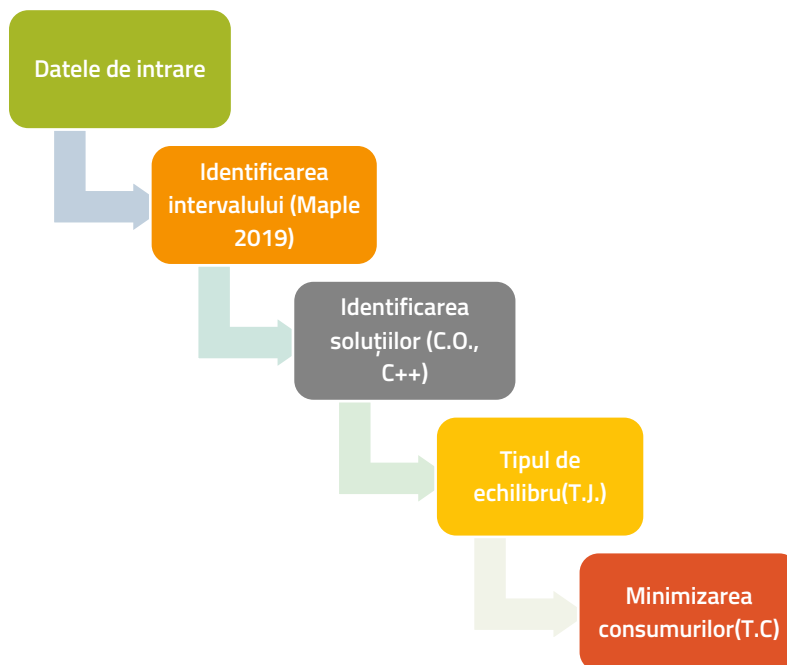 Datele de intrare
Identificarea
intervalului (Maple
2019)
Identificarea
soluțiilor (C.O.,
C++)
Tipul de
echilibru(T.J.)
Minimizarea
consumurilor(T.C)